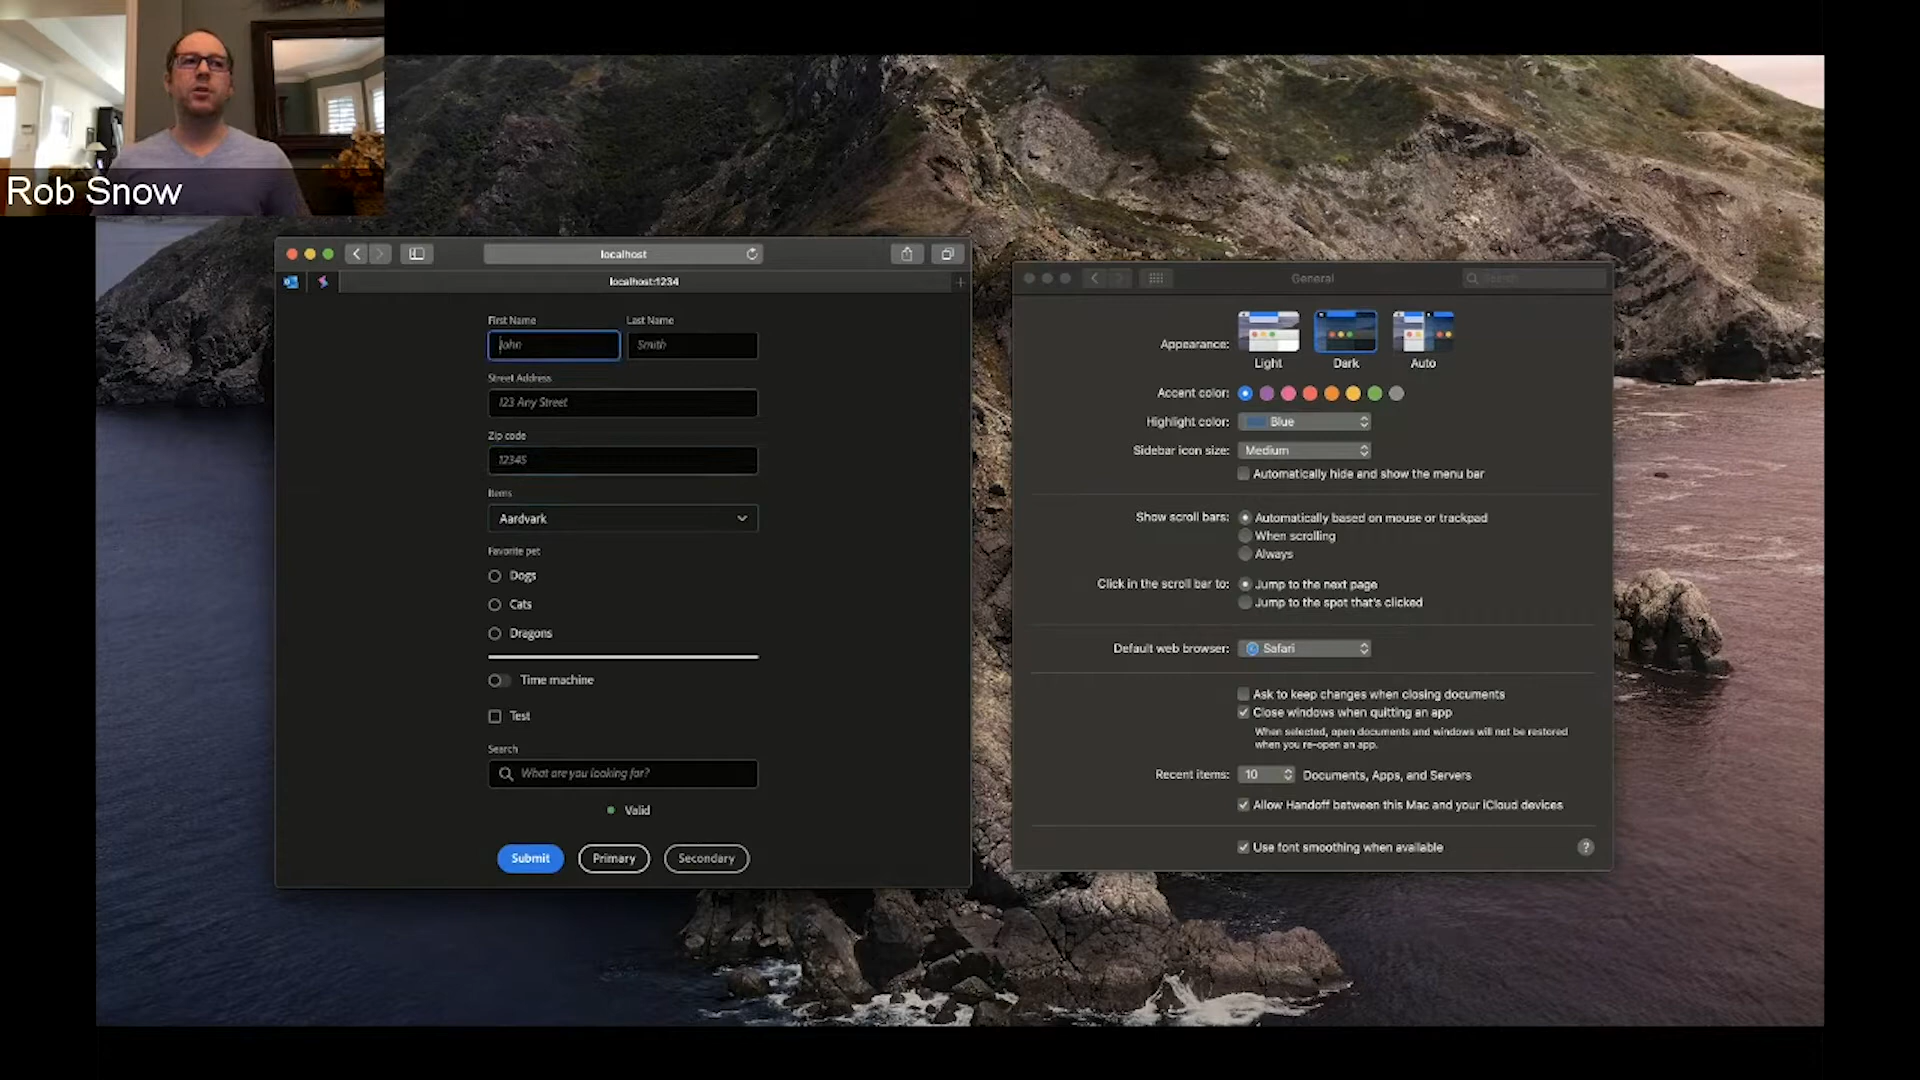 Rob Snow
localhost
localhost:1234
First Name
Last Name
John
Smith
Street Address
123 Any Street
Zip code
12345
Items
Aardvark
Favorite pet
Dogs
Cats
Dragons
Time machine
Test
Search
What are you looking for?
Valid
Submit
Primary
Secondary
General
Search
Appearance:
Light
Dark
Auto
Accent color:
Highlight color:
Blue
Sidebar icon size:
Medium
Automatically hide and show the menu bar
Show scroll bars:
Automatically based on mouse or trackpad
When scrolling
Always
Click in the scroll bar to:
Jump to the next page
Jump to the spot that's clicked
Default web browser:
Safari
Ask to keep changes when closing documents
Close windows when quitting an app
When selected, open documents and windows will not be restored
when you re-open an app.
Recent items:
10
Documents, Apps, and Servers
Allow Handoff between this Mac and your iCloud devices
Use font smoothing when available
?